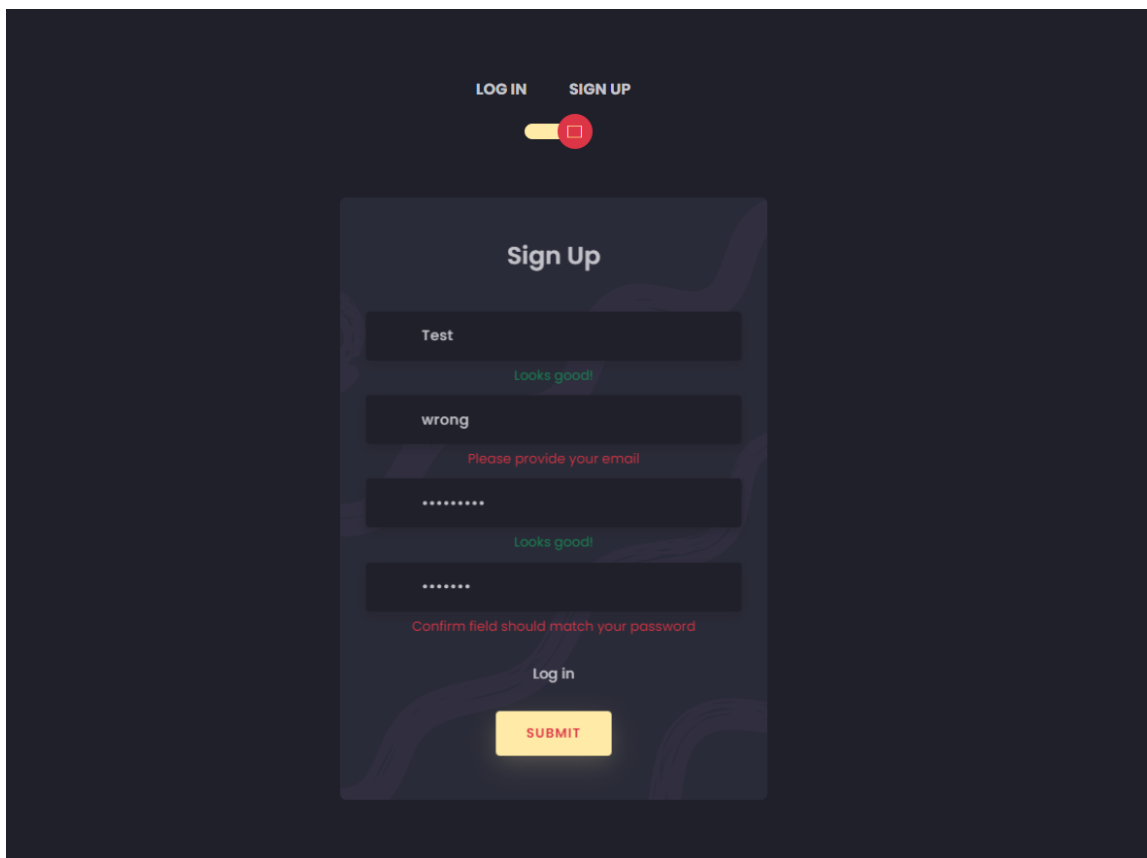 LOG IN SIGN UP
Sign Up
Test
Looks good!
wrong
Please provide your email
•••••••••
Looks good!
•••••••
Confirm field should match your password
Log in
SUBMIT